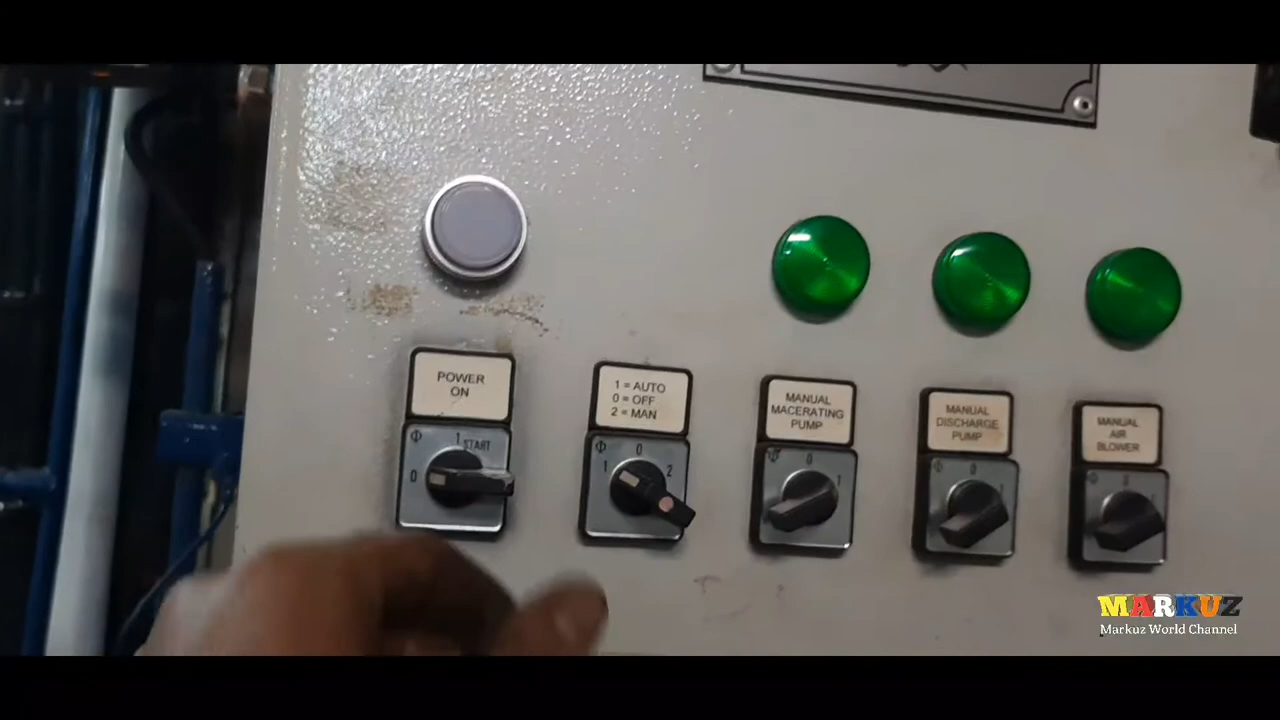 POWER
ON
1 = AUTO
0 = OFF
2 = MAN
MANUAL
MACERATING
PUMP
MANUAL
DISCHARGE
PUMP
MANUAL
AIR
BLOWER
0 1 START
1 0 2
0 1
0
0
MARKUZ
Markuz World Channel